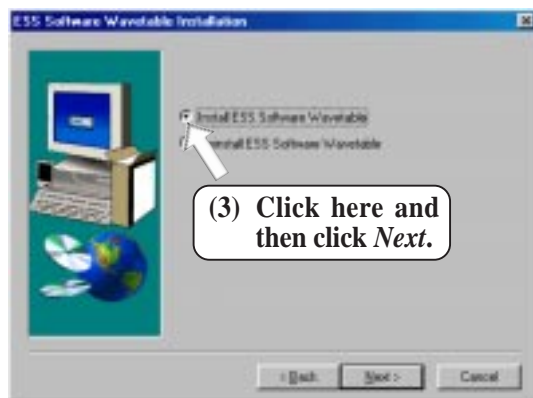 ESS Software Wavetable Installation
Install ESS Software Wavetable
ESS Software Wavetable
(3) Click here and
then click Next.
< Back
Next >
Cancel